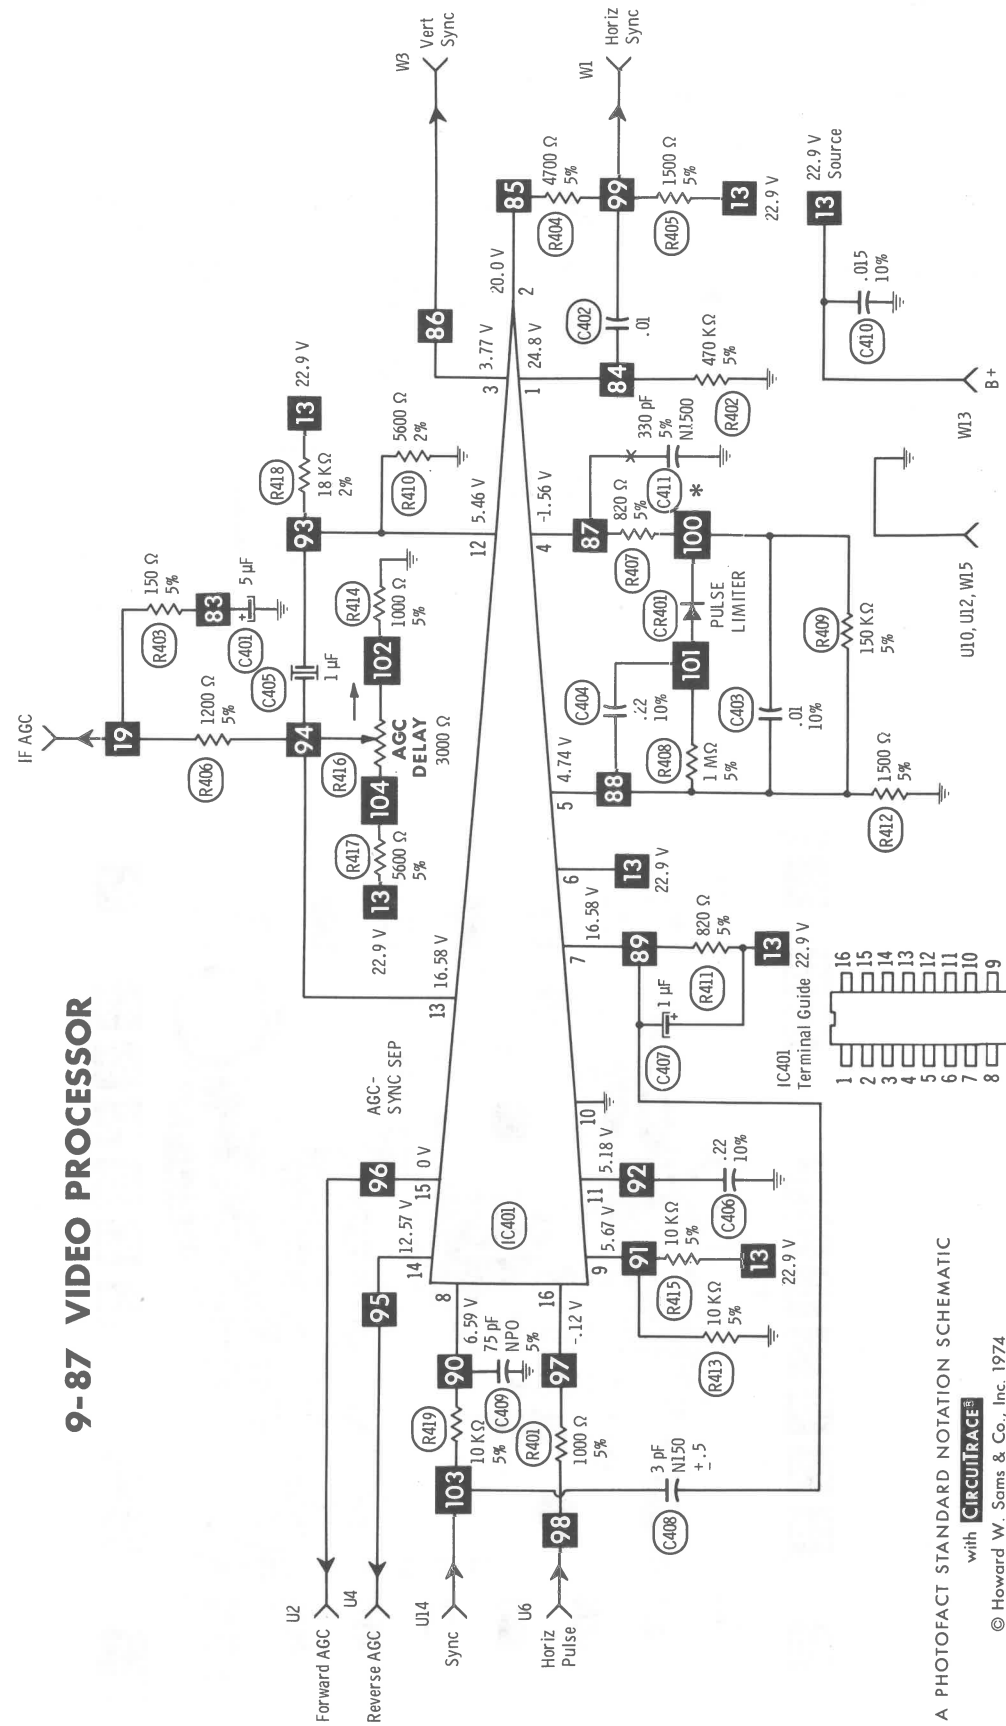 9-87 VIDEO PROCESSOR
IF AGC
19
R403
150 Ω
5%
83
C401
+
5 µF
R406
1200 Ω
5%
94
C405
1 µF
93
R418
18 KΩ
2%
13
22.9 V
R410
5600 Ω
2%
R416
AGC
DELAY
3000 Ω
R417
5600 Ω
5%
104
102
R414
1000 Ω
5%
13
22.9 V
W3
Vert
Sync
86
W1
Horiz
Sync
U2
Forward AGC
96
U4
Reverse AGC
95
U14
Sync
103
R419
10 KΩ
5%
90
C409
75 pF
NPO
5%
U6
Horiz
Pulse
98
R401
1000 Ω
5%
97
C408
3 pF
N150
+.5
-
IC401
AGC-
SYNC SEP
8
6.59 V
16
-.12 V
14
12.57 V
15
0 V
13
16.58 V
12
5.46 V
3
3.77 V
2
20.0 V
1
24.8 V
4
-1.56 V
5
4.74 V
6
7
16.58 V
10
11
5.18 V
9
5.67 V
91
R415
10 KΩ
5%
13
22.9 V
R413
10 KΩ
5%
92
C406
.22
10%
89
C407
+
1 µF
R411
820 Ω
5%
13
22.9 V
13
22.9 V
88
C404
.22
10%
R408
1 MΩ
5%
101
CR401
PULSE
LIMITER
100
87
R407
820 Ω
5%
C411
*
330 pF
5%
N1500
C403
.01
10%
R409
150 KΩ
5%
R412
1500 Ω
5%
84
C402
.01
R402
470 KΩ
5%
85
R404
4700 Ω
5%
99
R405
1500 Ω
5%
13
22.9 V
13
22.9 V
Source
C410
.015
10%
W13
B+
U10, U12, W15
IC401
Terminal Guide
1 16
2 15
3 14
4 13
5 12
6 11
7 10
8 9
A PHOTOFACT STANDARD NOTATION SCHEMATIC
with CIRCUITRACE®
© Howard W. Sams & Co., Inc. 1974